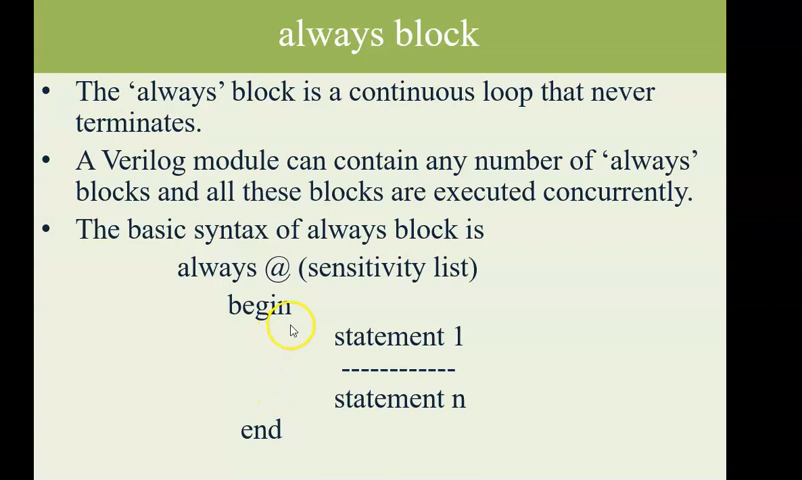 always block
• The ‘always’ block is a continuous loop that never
terminates.
• A Verilog module can contain any number of ‘always’
blocks and all these blocks are executed concurrently.
• The basic syntax of always block is
always @ (sensitivity list)
begin
statement 1
------------
statement n
end